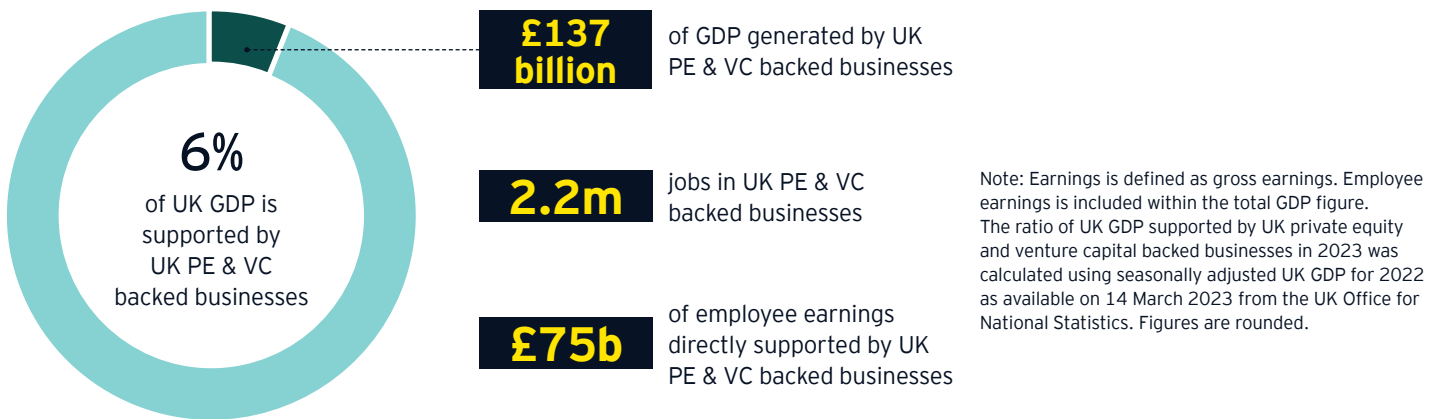 6%
of UK GDP is
supported by
UK PE & VC
backed businesses
£137
billion
of GDP generated by UK
PE & VC backed businesses
2.2m
jobs in UK PE & VC
backed businesses
£75b
of employee earnings
directly supported by UK
PE & VC backed businesses
Note: Earnings is defined as gross earnings. Employee
earnings is included within the total GDP figure.
The ratio of UK GDP supported by UK private equity
and venture capital backed businesses in 2023 was
calculated using seasonally adjusted UK GDP for 2022
as available on 14 March 2023 from the UK Office for
National Statistics. Figures are rounded.